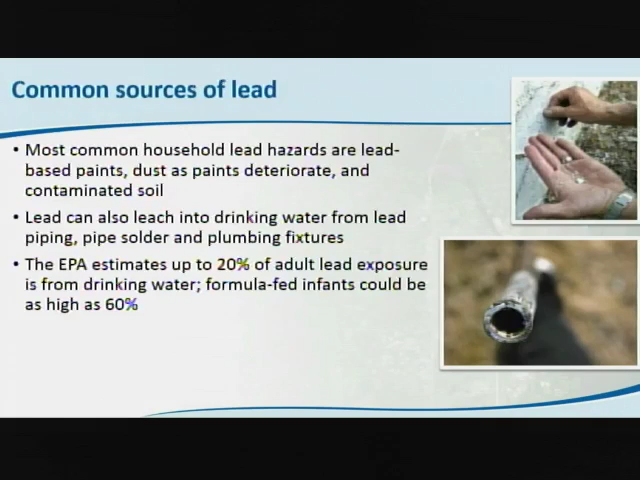 Common sources of lead
• Most common household lead hazards are lead-
based paints, dust as paints deteriorate, and
contaminated soil
• Lead can also leach into drinking water from lead
piping, pipe solder and plumbing fixtures
• The EPA estimates up to 20% of adult lead exposure
is from drinking water; formula-fed infants could be
as high as 60%